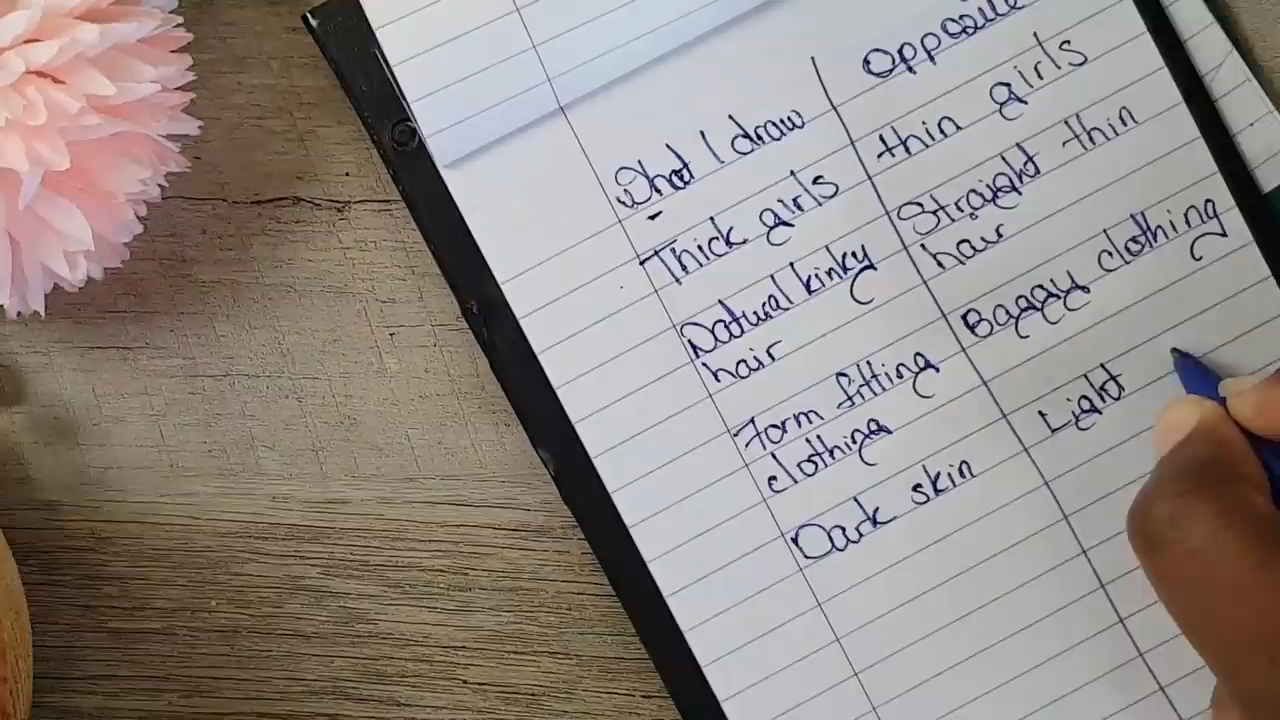 What I draw
Opposite
Thick girls
thin girls
Natural kinky
hair
Straight thin
hair
Form fitting
clothing
Baggy clothing
Dark skin
Light